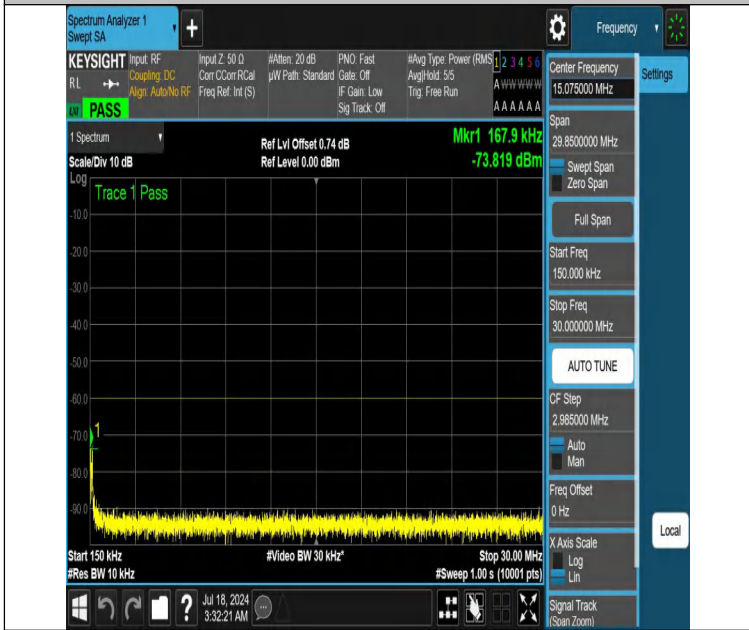 Spectrum Analyzer 1
Swept SA
+
Frequency
KEYSIGHT
RL
LXI PASS
Input: RF
Coupling: DC
Align: Auto/No RF
Input Z: 50 Ω
Corr CCorr RCal
Freq Ref: Int (S)
#Atten: 20 dB
µW Path: Standard
PNO: Fast
Gate: Off
IF Gain: Low
Sig Track: Off
#Avg Type: Power (RMS
Avg|Hold: 5/5
Trig: Free Run
1 2 3 4 5 6
A W W W W W
A A A A A A
1 Spectrum
Scale/Div 10 dB
Ref Lvl Offset 0.74 dB
Ref Level 0.00 dBm
Mkr1 167.9 kHz
-73.819 dBm
Log
Trace 1 Pass
-10.0
-20.0
-30.0
-40.0
-50.0
-60.0
1
-70.0
-80.0
-90.0
Start 150 kHz
#Res BW 10 kHz
#Video BW 30 kHz*
Stop 30.00 MHz
#Sweep 1.00 s (10001 pts)
Center Frequency
15.075000 MHz
Settings
Span
29.8500000 MHz
Swept Span
Zero Span
Full Span
Start Freq
150.000 kHz
Stop Freq
30.000000 MHz
AUTO TUNE
CF Step
2.985000 MHz
Auto
Man
Freq Offset
0 Hz
X Axis Scale
Log
Lin
Local
Signal Track
(Span Zoom)
?
Jul 18, 2024
3:32:21 AM